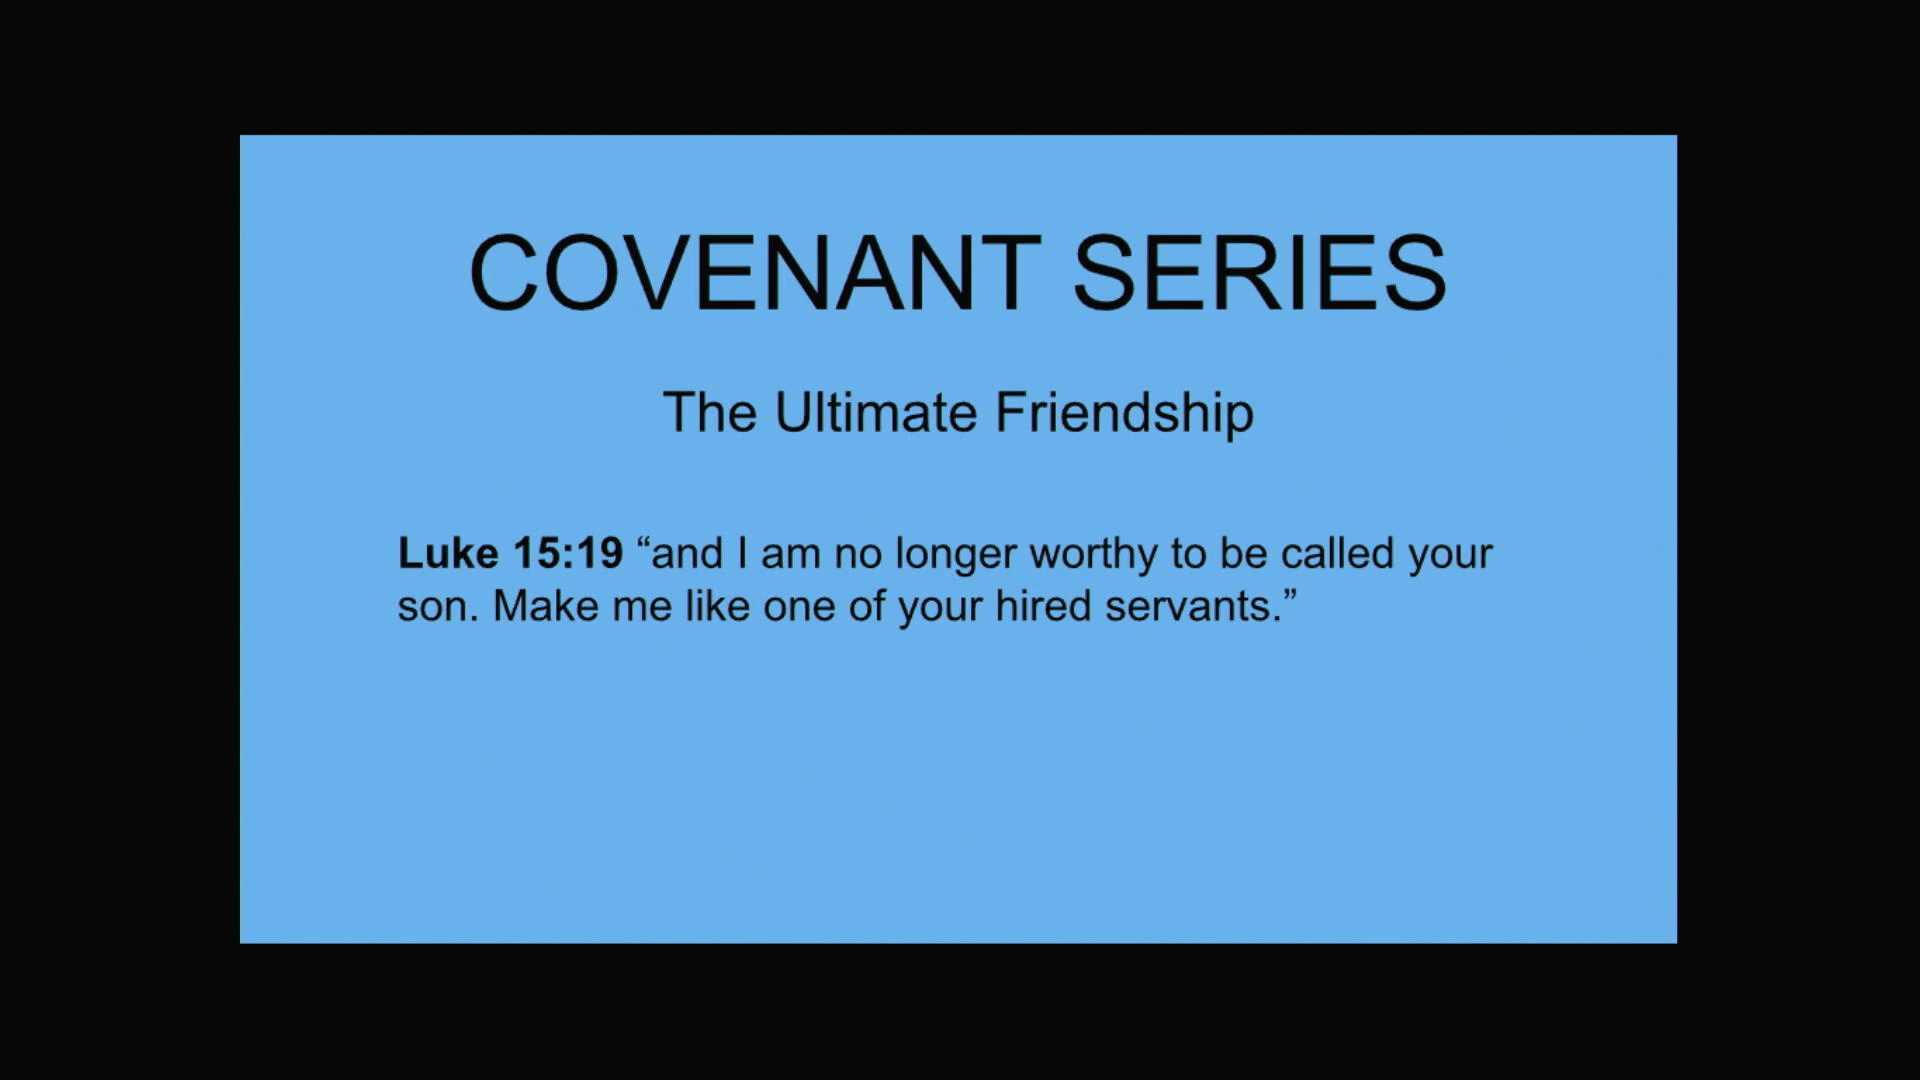 COVENANT SERIES
The Ultimate Friendship
Luke 15:19 “and I am no longer worthy to be called your
son. Make me like one of your hired servants.”